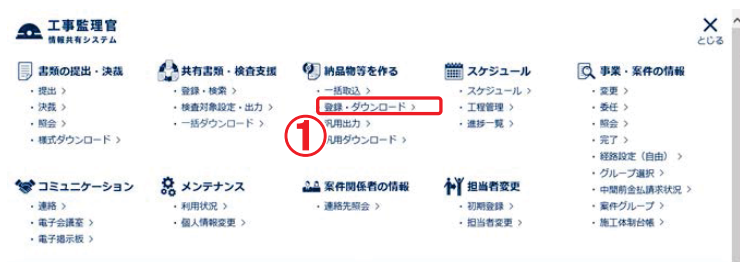 工事監理官
情報共有システム
とじる
書類の提出・決裁
・提出 >
・決裁 >
・照会 >
・様式ダウンロード >
共有書類・検査支援
・登録・検索 >
・検査対象設定・出力 >
・一括ダウンロード >
納品物等を作る
・一括取込 >
登録・ダウンロード >
汎用出力 >
汎用ダウンロード >
①
スケジュール
・スケジュール >
・工程管理 >
・進捗一覧 >
事業・案件の情報
・変更 >
・委任 >
・照会 >
・完了 >
・経路設定(自由) >
・グループ選択 >
・中間前金払請求状況 >
・案件グループ >
・施工体制台帳 >
コミュニケーション
・連絡 >
・電子会議室 >
・電子掲示板 >
メンテナンス
・利用状況 >
・個人情報変更 >
案件関係者の情報
・連絡先照会 >
担当者変更
・初期登録 >
・担当者変更 >